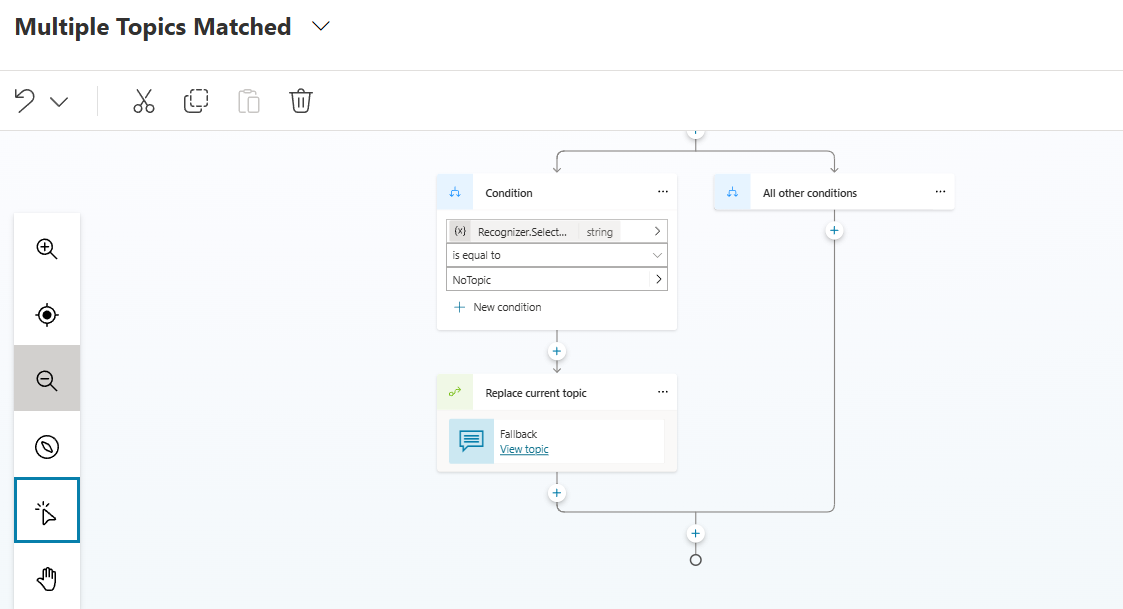 Multiple Topics Matched
Condition
All other conditions
{x} Recognizer.Select... string
is equal to
NoTopic
New condition
Replace current topic
Fallback
View topic